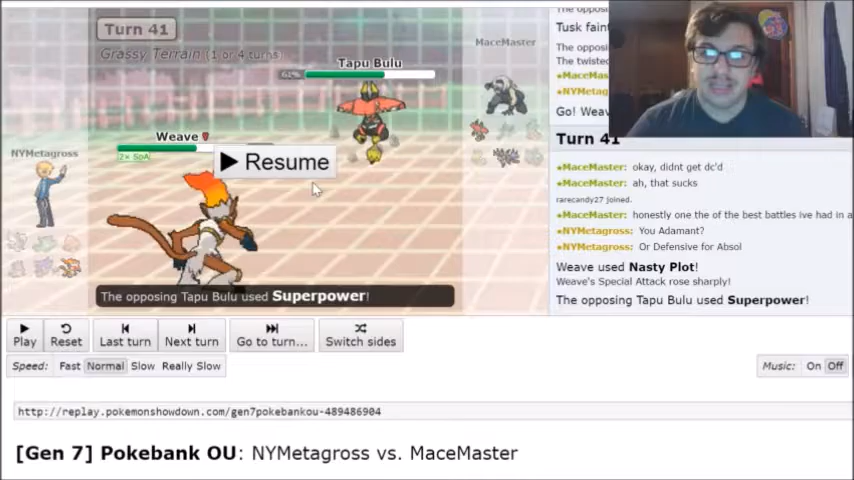 Turn 41
Grassy Terrain (1 or 4 turns)
Tapu Bulu
61%
Weave
2× SpA
Resume
NYMetagross
MaceMaster
The opposing Tapu Bulu used Superpower!
Tusk faint
The opposi
The twisted
★MaceMas
★NYMetag
Go! Weav
Turn 41
★MaceMaster: okay, didnt get dc'd
★MaceMaster: ah, that sucks
rarecandy27 joined.
★MaceMaster: honestly one of the best battles ive had in a
★NYMetagross: You Adamant?
★NYMetagross: Or Defensive for Absol
Weave used Nasty Plot!
Weave's Special Attack rose sharply!
The opposing Tapu Bulu used Superpower!
Play
Reset
Last turn
Next turn
Go to turn...
Switch sides
Speed: Fast Normal Slow Really Slow
Music: On Off
http://replay.pokemonshowdown.com/gen7pokebankou-489486904
[Gen 7] Pokebank OU: NYMetagross vs. MaceMaster